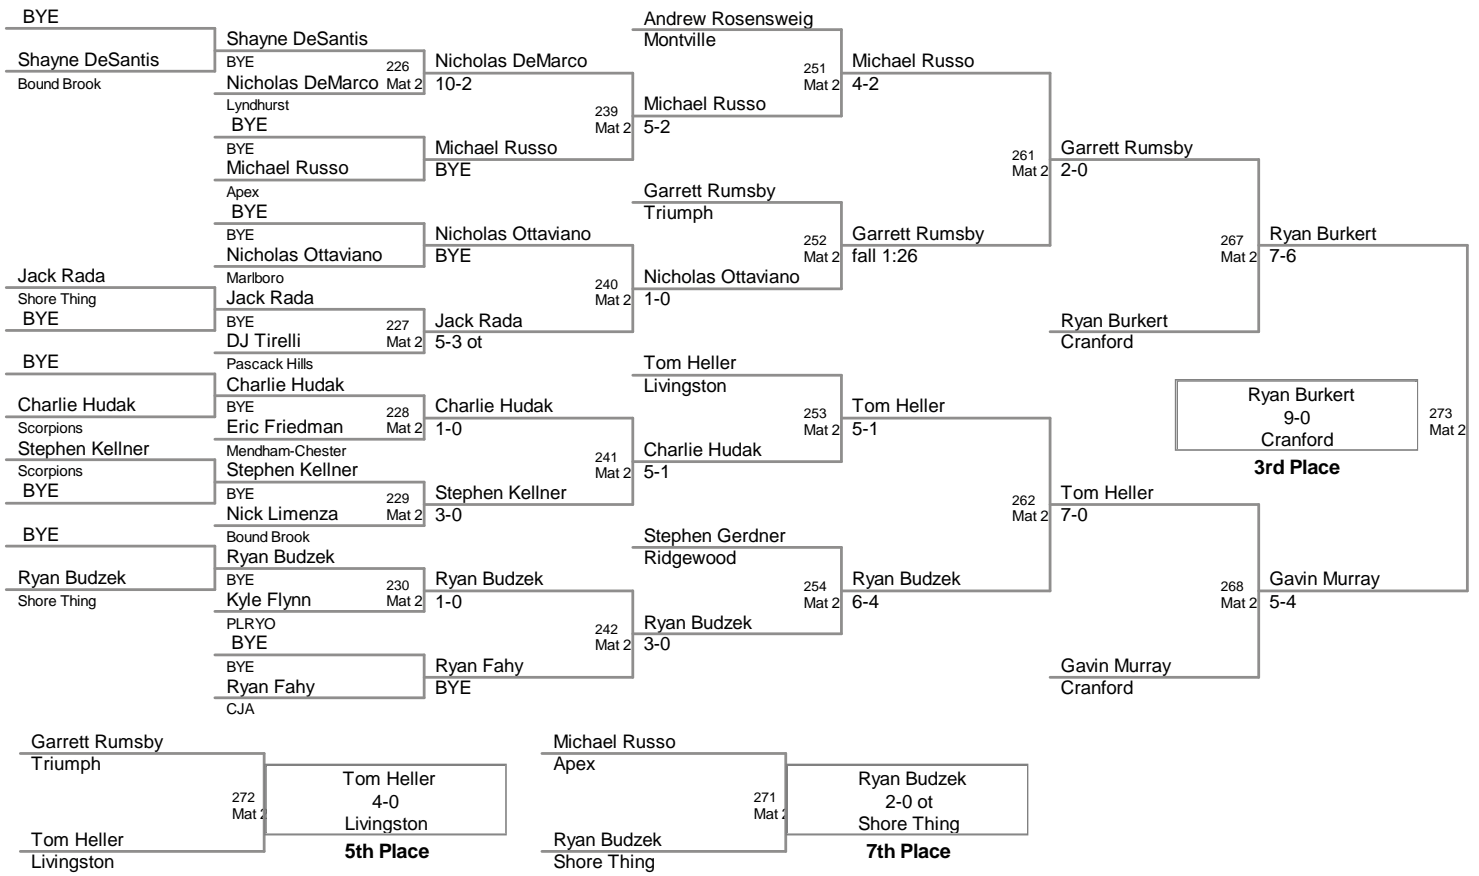 BYE
Shayne DeSantis
Bound Brook
Jack Rada
Shore Thing
BYE
BYE
Charlie Hudak
Scorpions
Stephen Kellner
Scorpions
BYE
BYE
Ryan Budzek
Shore Thing
Shayne DeSantis
BYE
Nicholas DeMarco
Lyndhurst
226
Mat 2
BYE
BYE
Michael Russo
Apex
BYE
BYE
Nicholas Ottaviano
Marlboro
Jack Rada
BYE
DJ Tirelli
Pascack Hills
227
Mat 2
Charlie Hudak
BYE
Eric Friedman
Mendham-Chester
228
Mat 2
Stephen Kellner
BYE
Nick Limenza
Bound Brook
229
Mat 2
Ryan Budzek
BYE
Kyle Flynn
PLRYO
230
Mat 2
BYE
BYE
Ryan Fahy
CJA
Nicholas DeMarco
10-2
Michael Russo
BYE
239
Mat 2
Nicholas Ottaviano
BYE
Jack Rada
5-3 ot
240
Mat 2
Charlie Hudak
1-0
Stephen Kellner
3-0
241
Mat 2
Ryan Budzek
1-0
Ryan Fahy
BYE
242
Mat 2
Andrew Rosensweig
Montville
Michael Russo
5-2
251
Mat 2
Garrett Rumsby
Triumph
Nicholas Ottaviano
1-0
252
Mat 2
Tom Heller
Livingston
Charlie Hudak
5-1
253
Mat 2
Stephen Gerdner
Ridgewood
Ryan Budzek
3-0
254
Mat 2
Michael Russo
4-2
Garrett Rumsby
fall 1:26
261
Mat 2
Tom Heller
5-1
Ryan Budzek
6-4
262
Mat 2
Garrett Rumsby
2-0
Ryan Burkert
Cranford
267
Mat 2
Tom Heller
7-0
Gavin Murray
Cranford
268
Mat 2
Ryan Burkert
7-6
Gavin Murray
5-4
Ryan Burkert
9-0
Cranford
3rd Place
273
Mat 2
Garrett Rumsby
Triumph
Tom Heller
Livingston
272
Mat 2
Tom Heller
4-0
Livingston
5th Place
Michael Russo
Apex
Ryan Budzek
Shore Thing
271
Mat 2
Ryan Budzek
2-0 ot
Shore Thing
7th Place